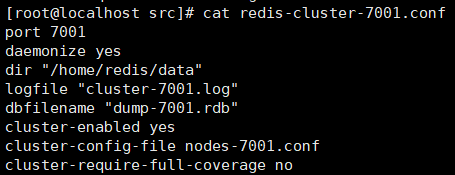 [root@localhost src]# cat redis-cluster-7001.conf
port 7001
daemonize yes
dir "/home/redis/data"
logfile "cluster-7001.log"
dbfilename "dump-7001.rdb"
cluster-enabled yes
cluster-config-file nodes-7001.conf
cluster-require-full-coverage no